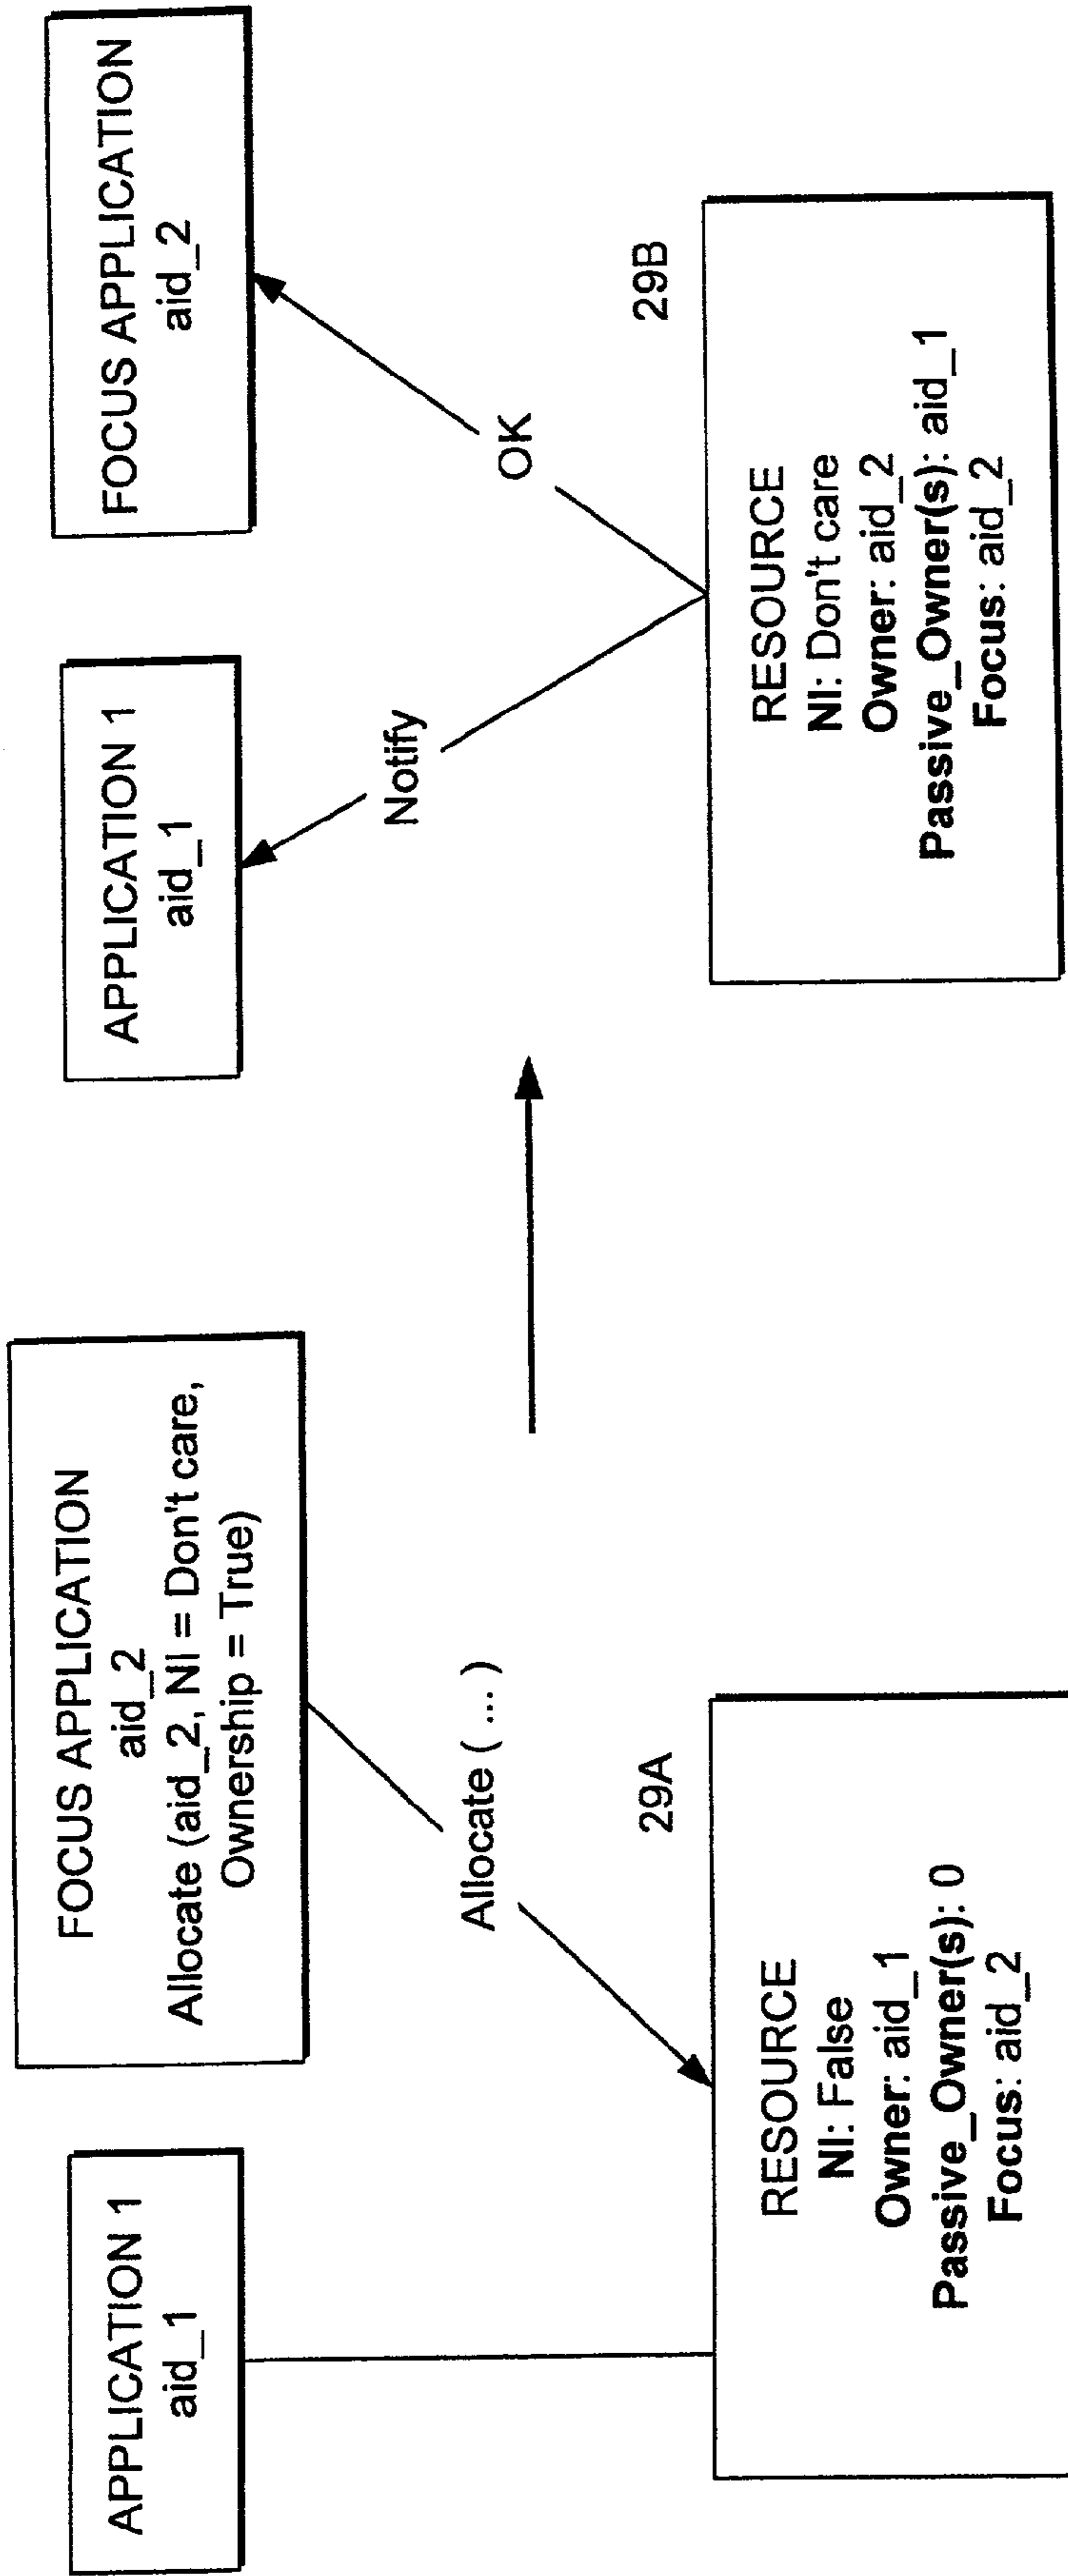 APPLICATION 1
aid_1
FOCUS APPLICATION
aid_2
Allocate (aid_2, NI = Don't care,
Ownership = True)
Allocate ( ... )
29A
RESOURCE
NI: False
Owner: aid_1
Passive_Owner(s): 0
Focus: aid_2
APPLICATION 1
aid_1
FOCUS APPLICATION
aid_2
Notify
OK
29B
RESOURCE
NI: Don't care
Owner: aid_2
Passive_Owner(s): aid_1
Focus: aid_2